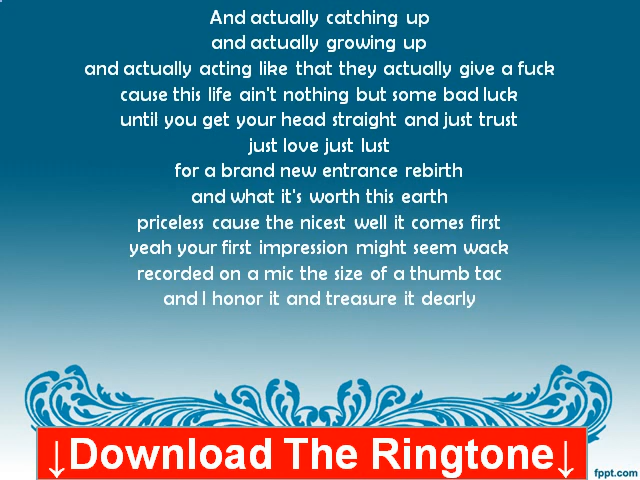 And actually catching up
and actually growing up
and actually acting like that they actually give a fuck
cause this life ain't nothing but some bad luck
until you get your head straight and just trust
just love just lust
for a brand new entrance rebirth
and what it's worth this earth
priceless cause the nicest well it comes first
yeah your first impression might seem wack
recorded on a mic the size of a thumb tac
and I honor it and treasure it dearly
↓Download The Ringtone↓
fppt.com